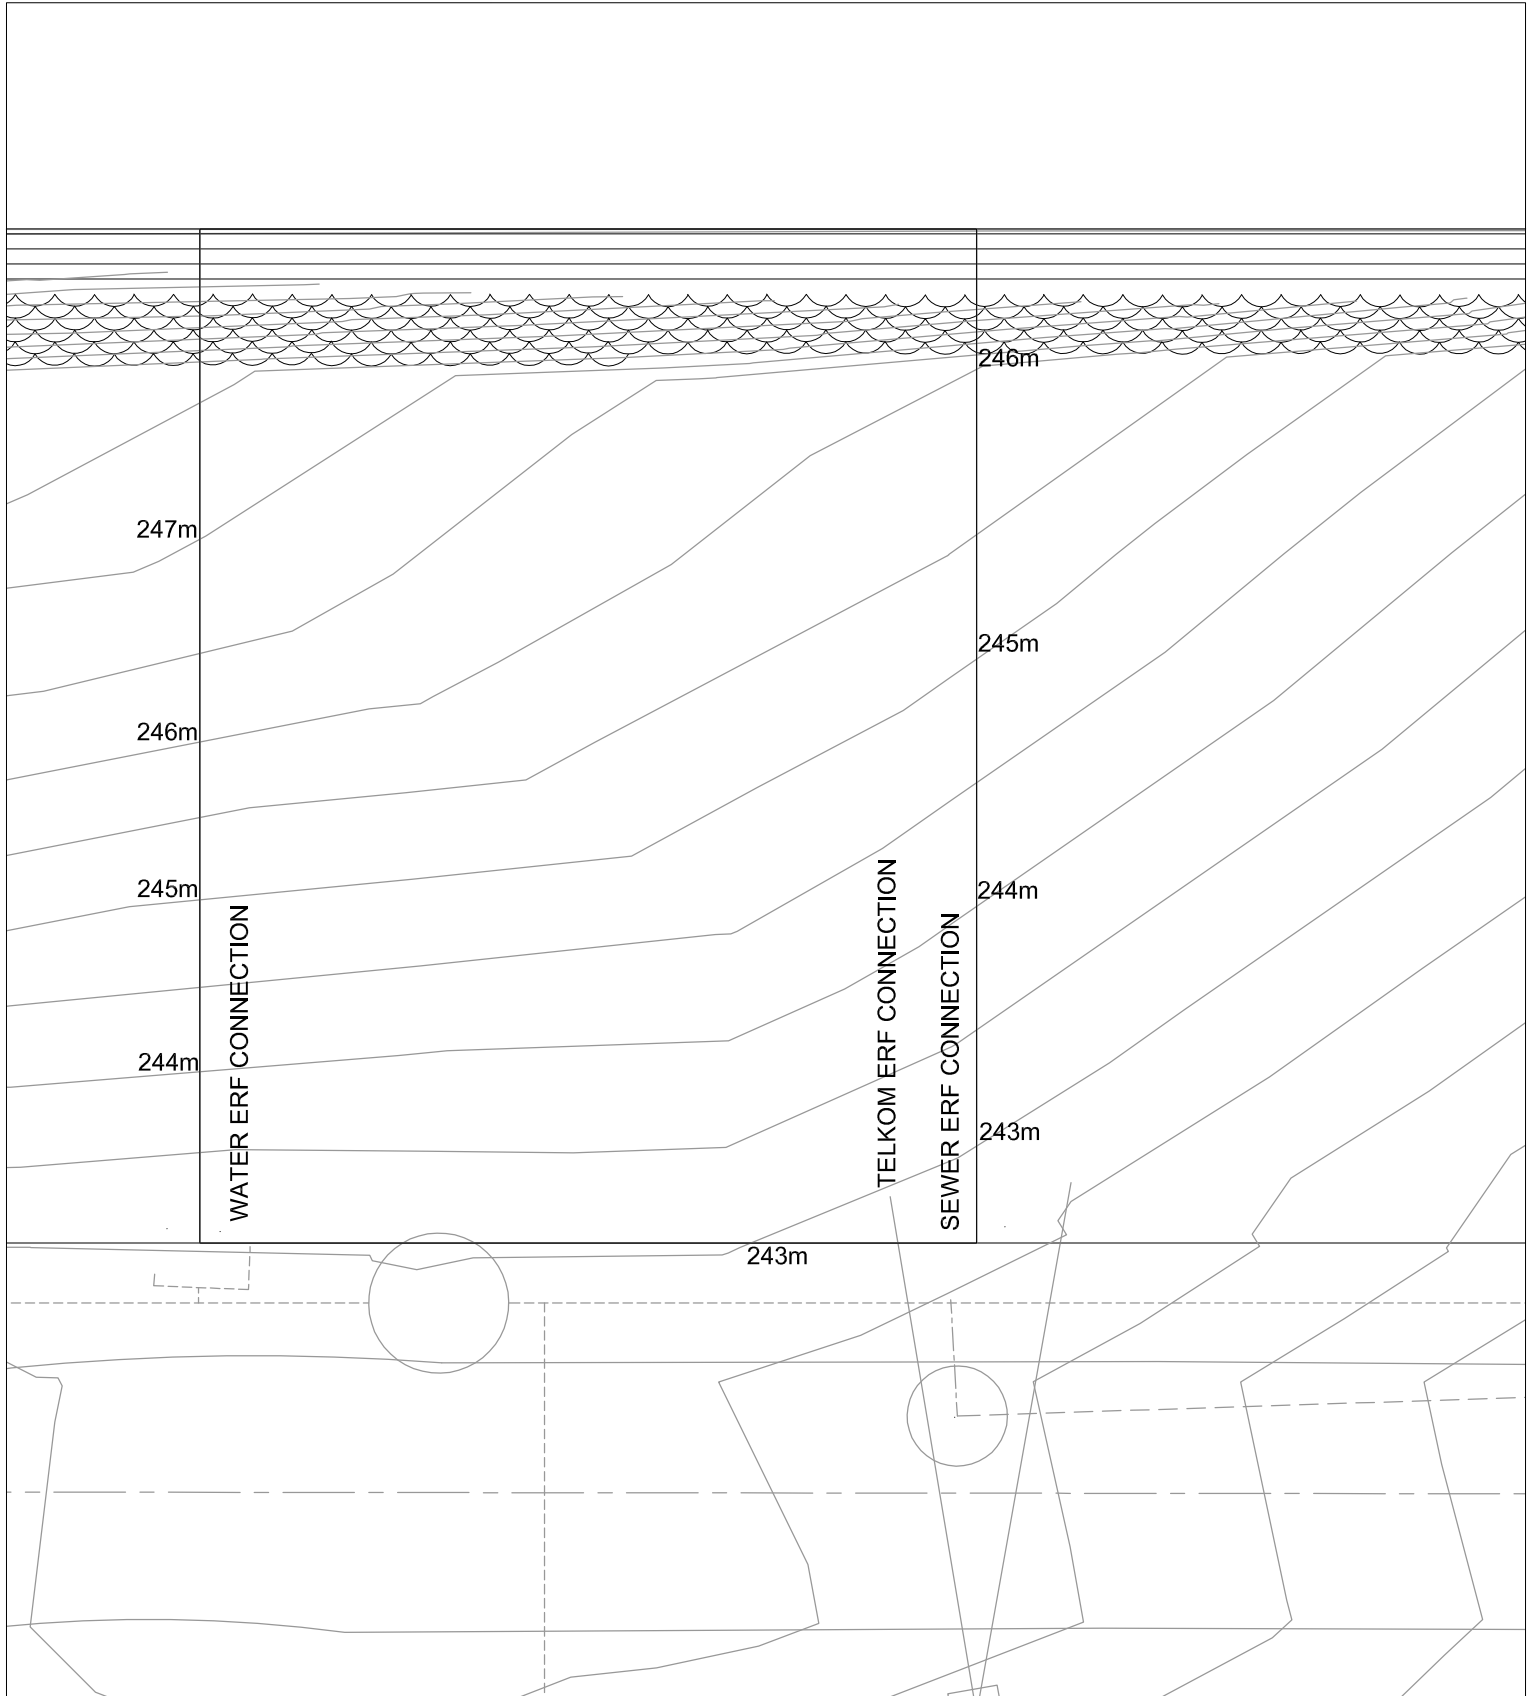 246m
247m
245m
246m
245m
244m
WATER ERF CONNECTION
TELKOM ERF CONNECTION
SEWER ERF CONNECTION
244m
243m
243m